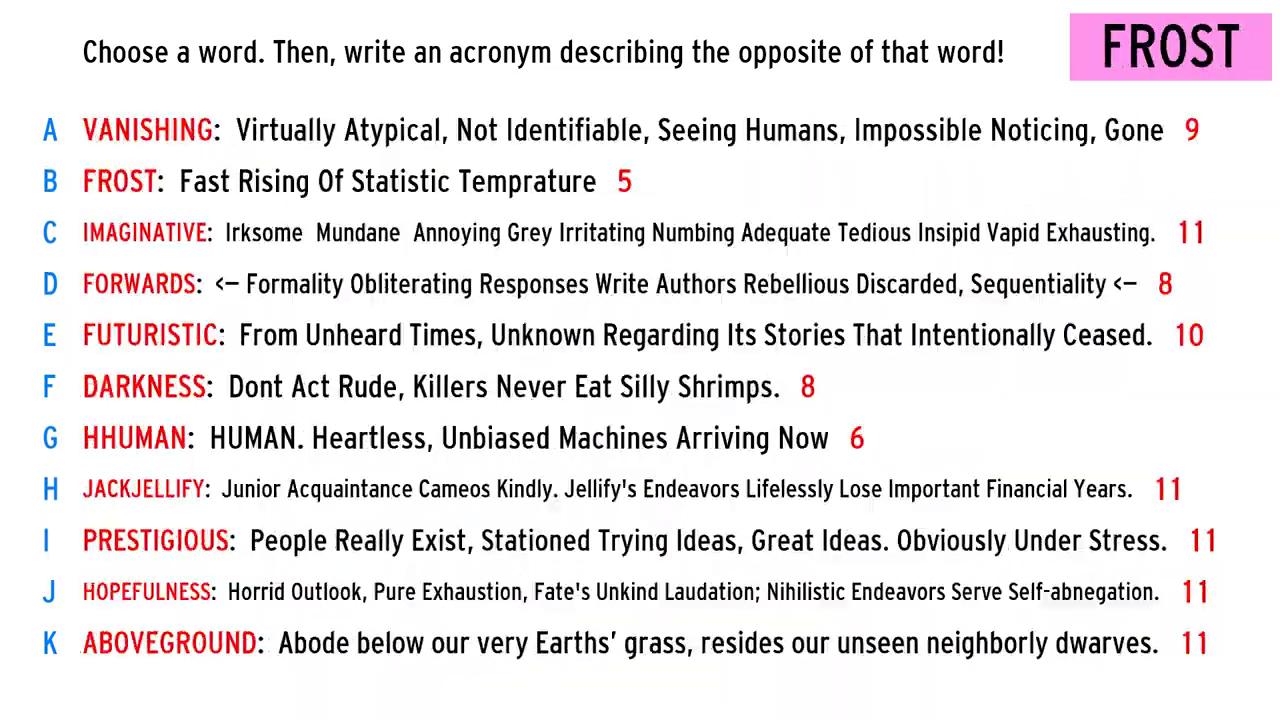 Choose a word. Then, write an acronym describing the opposite of that word!
FROST
A VANISHING: Virtually Atypical, Not Identifiable, Seeing Humans, Impossible Noticing, Gone 9
B FROST: Fast Rising Of Statistic Temprature 5
C IMAGINATIVE: Irksome Mundane Annoying Grey Irritating Numbing Adequate Tedious Insipid Vapid Exhausting. 11
D FORWARDS: <– Formality Obliterating Responses Write Authors Rebellious Discarded, Sequentiality <– 8
E FUTURISTIC: From Unheard Times, Unknown Regarding Its Stories That Intentionally Ceased. 10
F DARKNESS: Dont Act Rude, Killers Never Eat Silly Shrimps. 8
G HHUMAN: HUMAN. Heartless, Unbiased Machines Arriving Now 6
H JACKJELLIFY: Junior Acquaintance Cameos Kindly. Jellify's Endeavors Lifelessly Lose Important Financial Years. 11
I PRESTIGIOUS: People Really Exist, Stationed Trying Ideas, Great Ideas. Obviously Under Stress. 11
J HOPEFULNESS: Horrid Outlook, Pure Exhaustion, Fate's Unkind Laudation; Nihilistic Endeavors Serve Self-abnegation. 11
K ABOVEGROUND: Abode below our very Earths’ grass, resides our unseen neighborly dwarves. 11